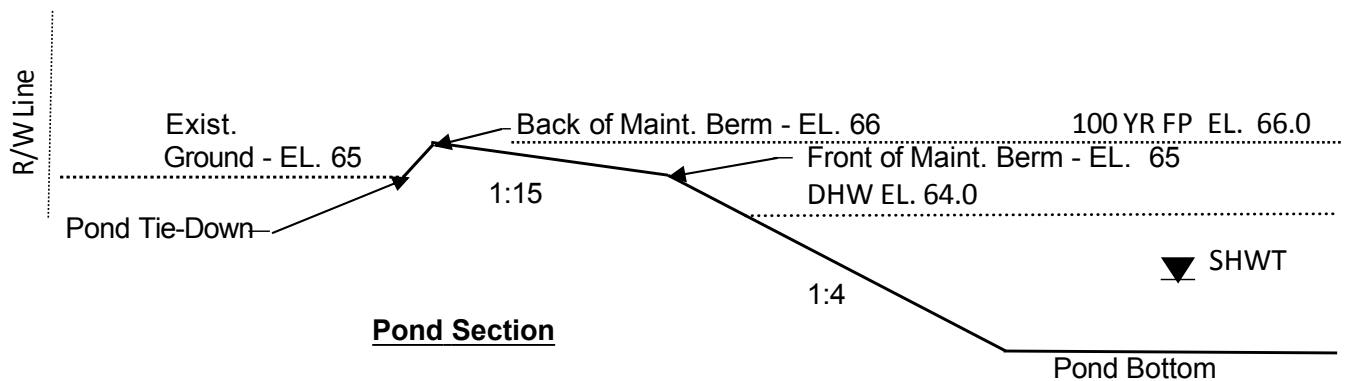 R/W Line
Exist.
Ground - EL. 65
Back of Maint. Berm - EL. 66
100 YR FP EL. 66.0
Front of Maint. Berm - EL. 65
DHW EL. 64.0
1:15
Pond Tie-Down
SHWT
1:4
Pond Section
Pond Bottom